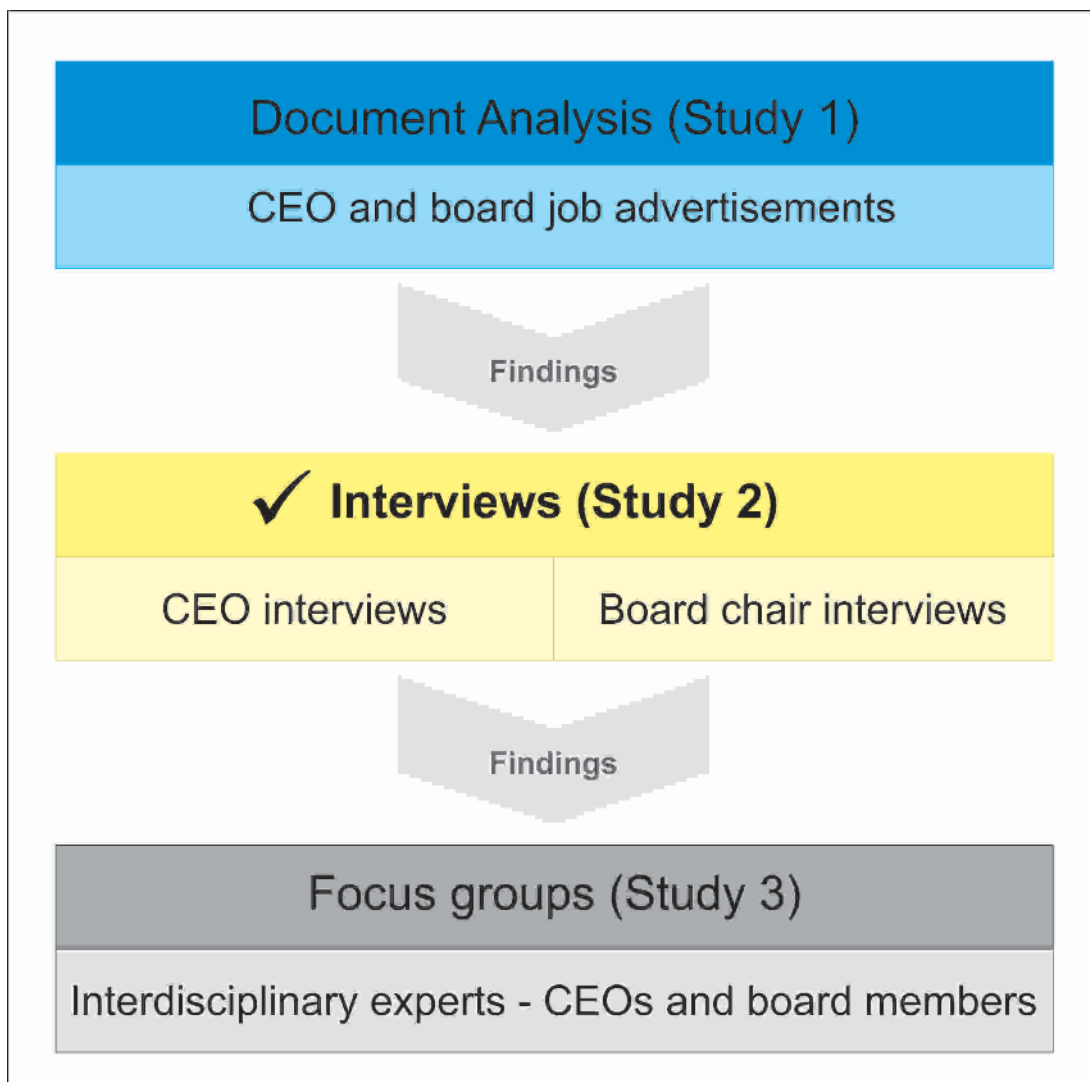 Document Analysis (Study 1)
CEO and board job advertisements
Findings
✓ Interviews (Study 2)
CEO interviews
Board chair interviews
Findings
Focus groups (Study 3)
Interdisciplinary experts - CEOs and board members